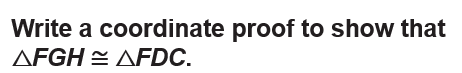 Write a coordinate proof to show that
△FGH ≅ △FDC.